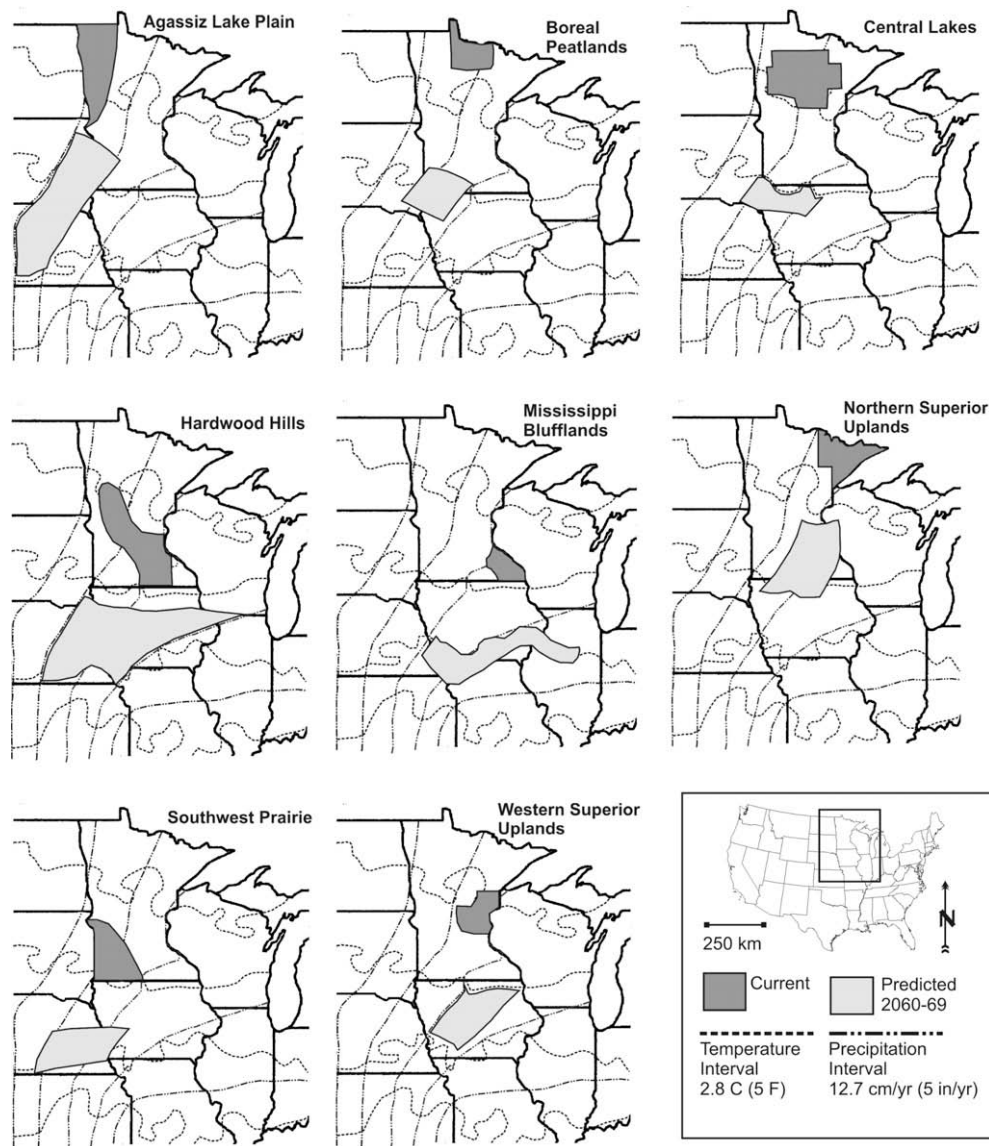 Agassiz Lake Plain
Boreal
Peatlands
Central Lakes
Hardwood Hills
Mississippi
Blufflands
Northern Superior
Uplands
Southwest Prairie
Western Superior
Uplands
250 km
N
Current
Predicted
2060-69
Temperature
Interval
2.8 C (5 F)
Precipitation
Interval
12.7 cm/yr (5 in/yr)